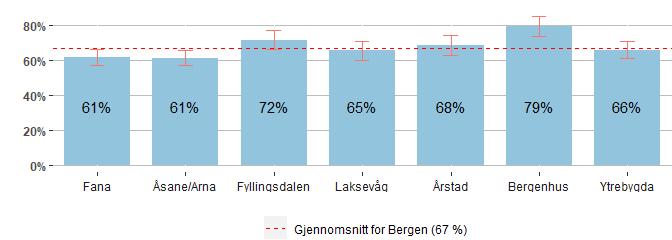 80%
60%
40%
20%
0%
61% 61% 72% 65% 68% 79% 66%
Fana Åsane/Arna Fyllingsdalen Laksevåg Årstad Bergenhus Ytrebygda
Gjennomsnitt for Bergen (67 %)